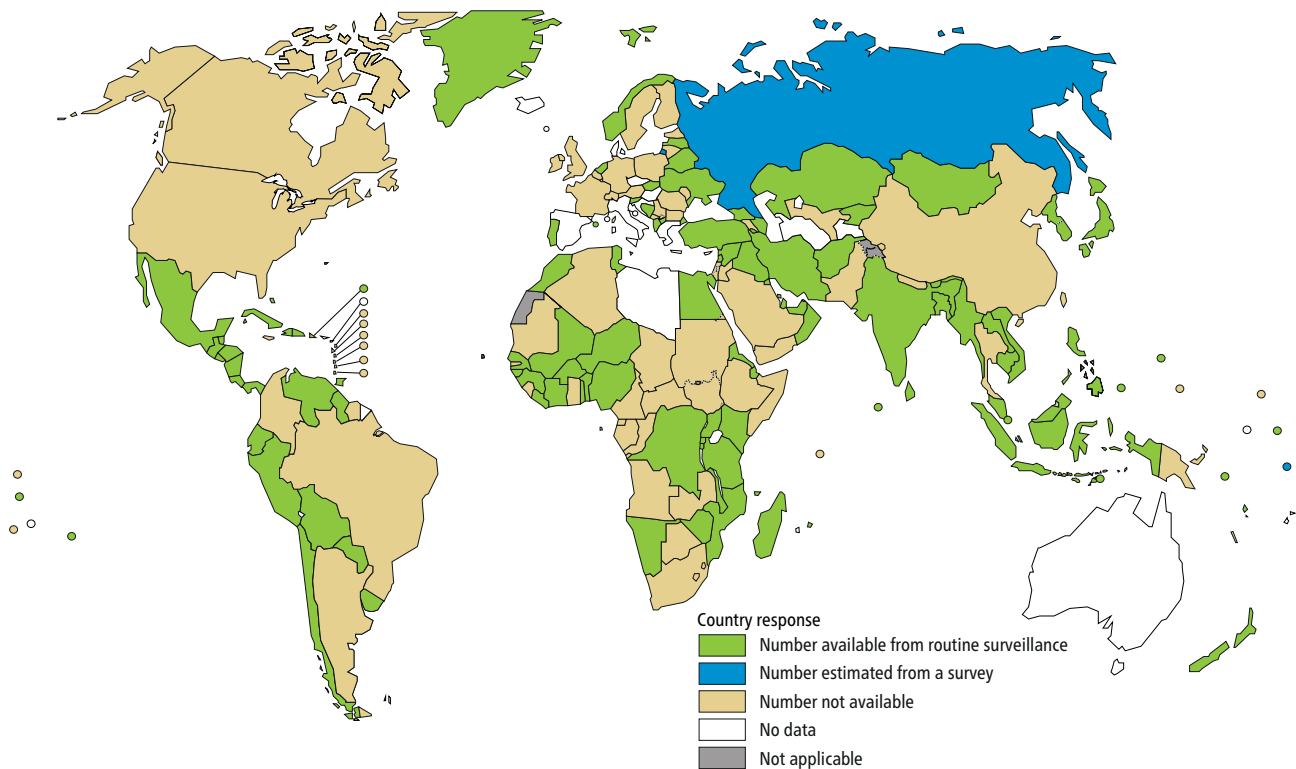 Country response
Number available from routine surveillance
Number estimated from a survey
Number not available
No data
Not applicable